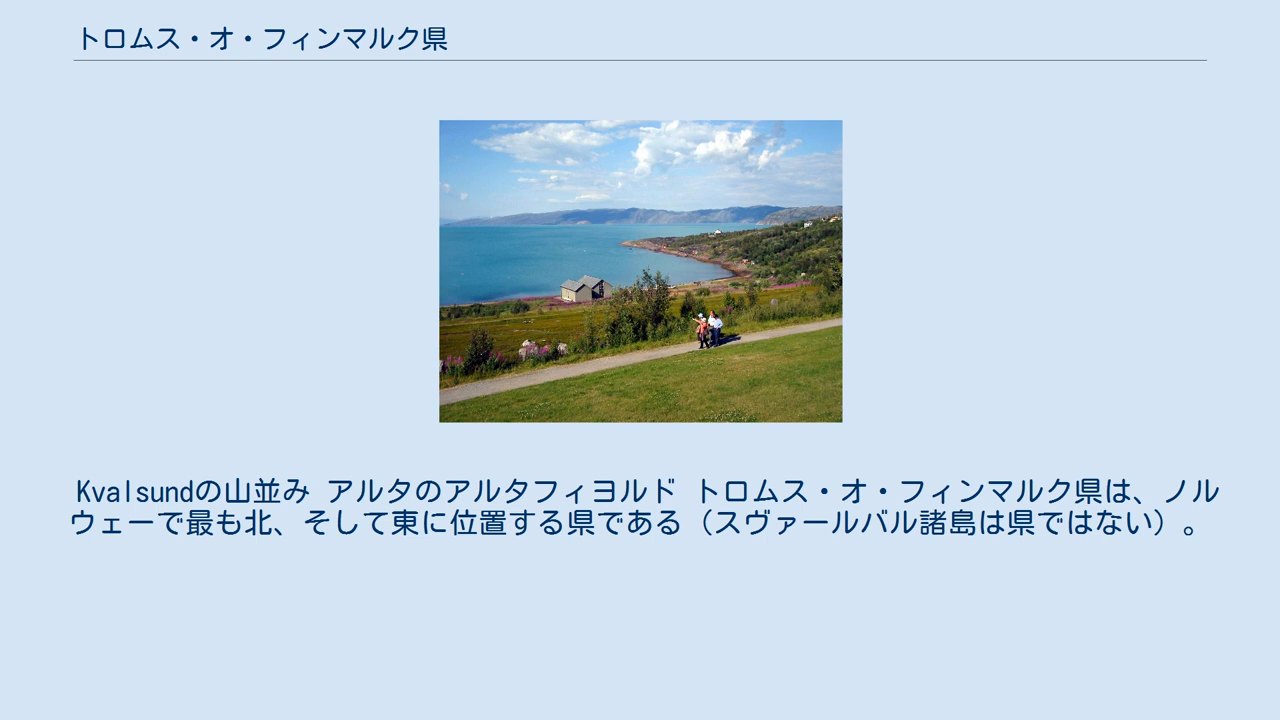 トロムス・オ・フィンマルク県
Kvalsundの山並み アルタのアルタフィヨルド トロムス・オ・フィンマルク県は、ノル
ウェーで最も北、そして東に位置する県である（スヴァールバル諸島は県ではない）。